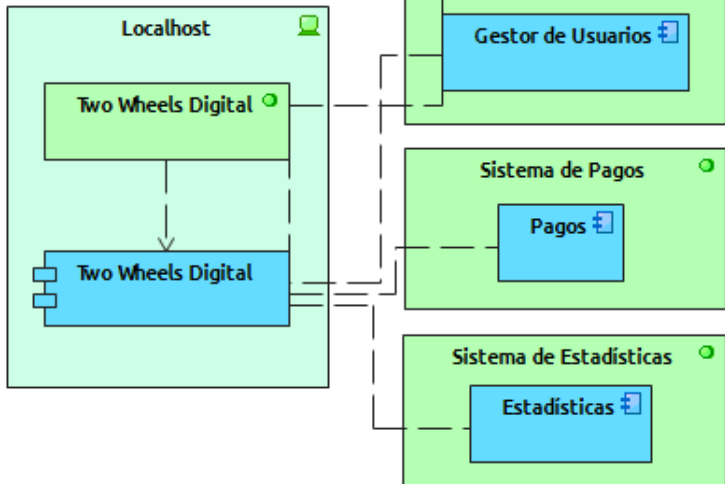 Localhost
Two Wheels Digital
Two Wheels Digital
Gestor de Usuarios
Sistema de Pagos
Pagos
Sistema de Estadísticas
Estadísticas